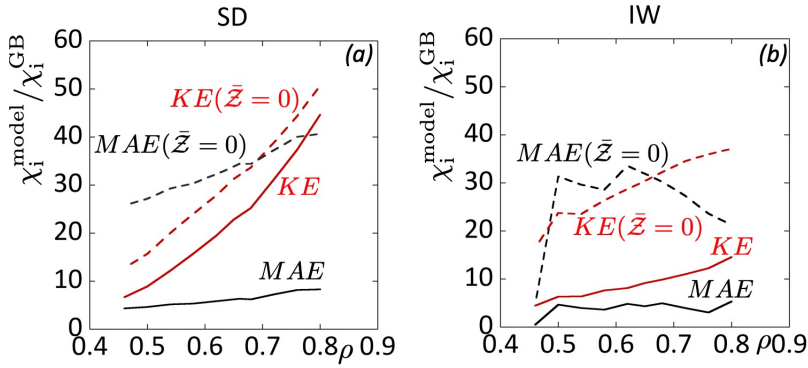 SD
χ_i^model/χ_i^GB
60
50
40
30
20
10
0
(a)
KE(Z̄ = 0)
MAE(Z̄ = 0)
KE
MAE
0.4 0.5 0.6 0.7 0.8 ρ 0.9
IW
χ_i^model/χ_i^GB
60
50
40
30
20
10
0
(b)
MAE(Z̄ = 0)
KE(Z̄ = 0)
KE
MAE
0.4 0.5 0.6 0.7 0.8 ρ 0.9